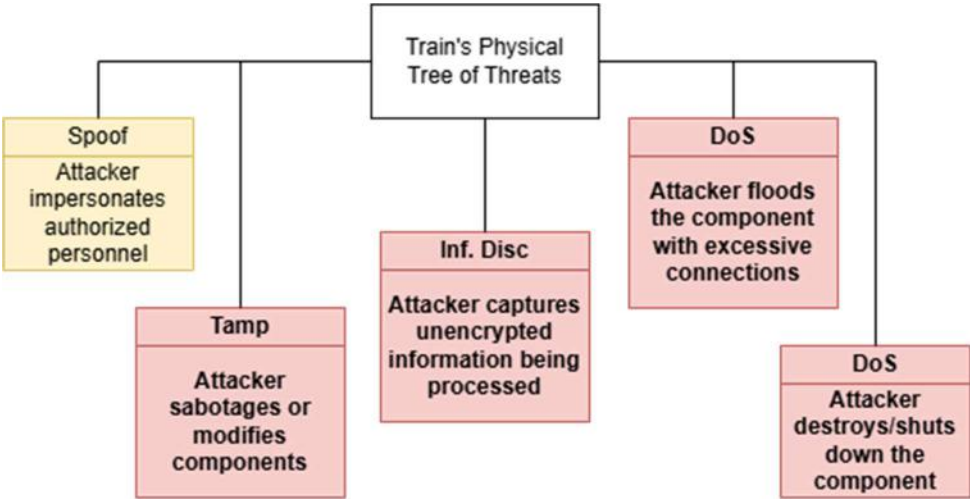 Train's Physical
Tree of Threats
Spoof
Attacker
impersonates
authorized
personnel
Tamp
Attacker
sabotages or
modifies
components
Inf. Disc
Attacker captures
unencrypted
information being
processed
DoS
Attacker floods
the component
with excessive
connections
DoS
Attacker
destroys/shuts
down the
component